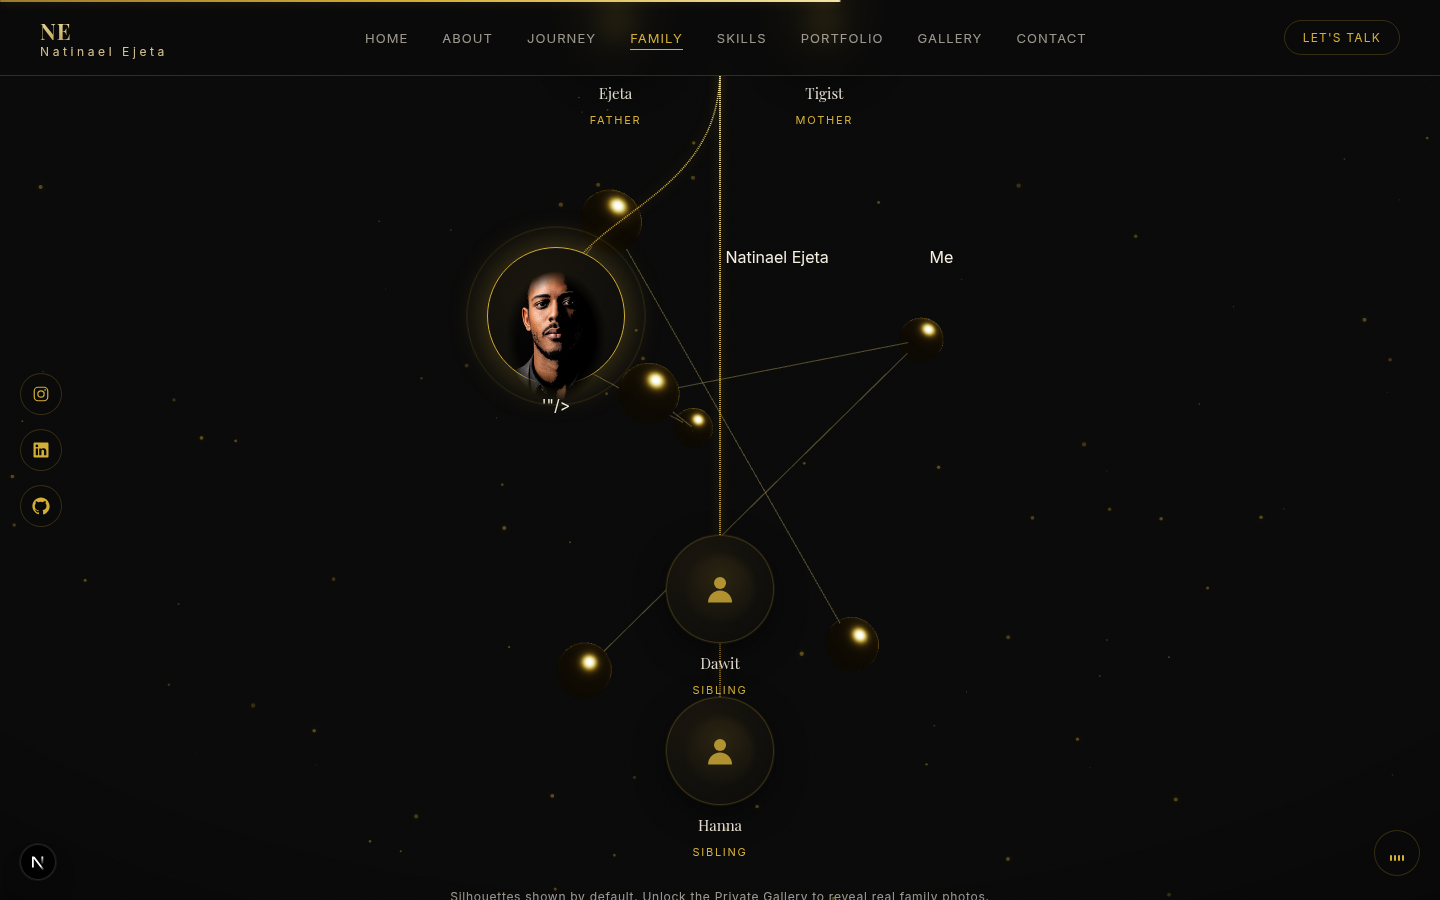 NE
Natinael Ejeta
HOME ABOUT JOURNEY FAMILY SKILLS PORTFOLIO GALLERY CONTACT
LET'S TALK
Ejeta Tigist
FATHER MOTHER
Natinael Ejeta Me
'"/>
Dawit
SIBLING
Hanna
SIBLING
N
Silhouettes shown by default. Unlock the Private Gallery to reveal real family photos.